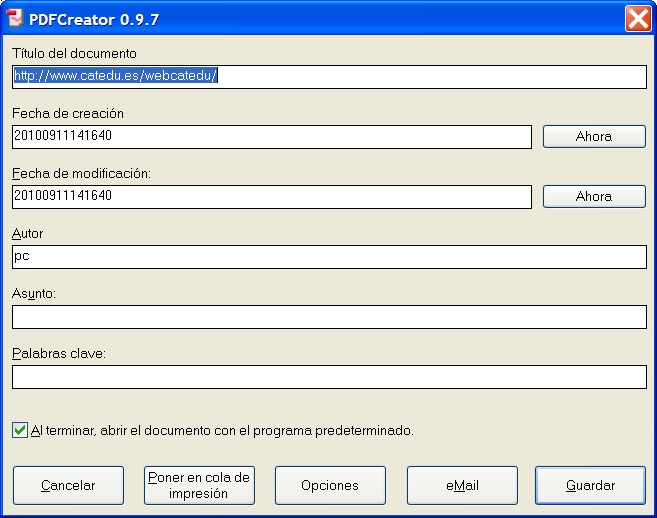 PDFCreator 0.9.7
Título del documento
http://www.catedu.es/webcatedu/
Fecha de creación
20100911141640
Ahora
Fecha de modificación:
20100911141640
Ahora
Autor
pc
Asunto:
Palabras clave:
Al terminar, abrir el documento con el programa predeterminado.
Cancelar
Poner en cola de
impresión
Opciones
eMail
Guardar